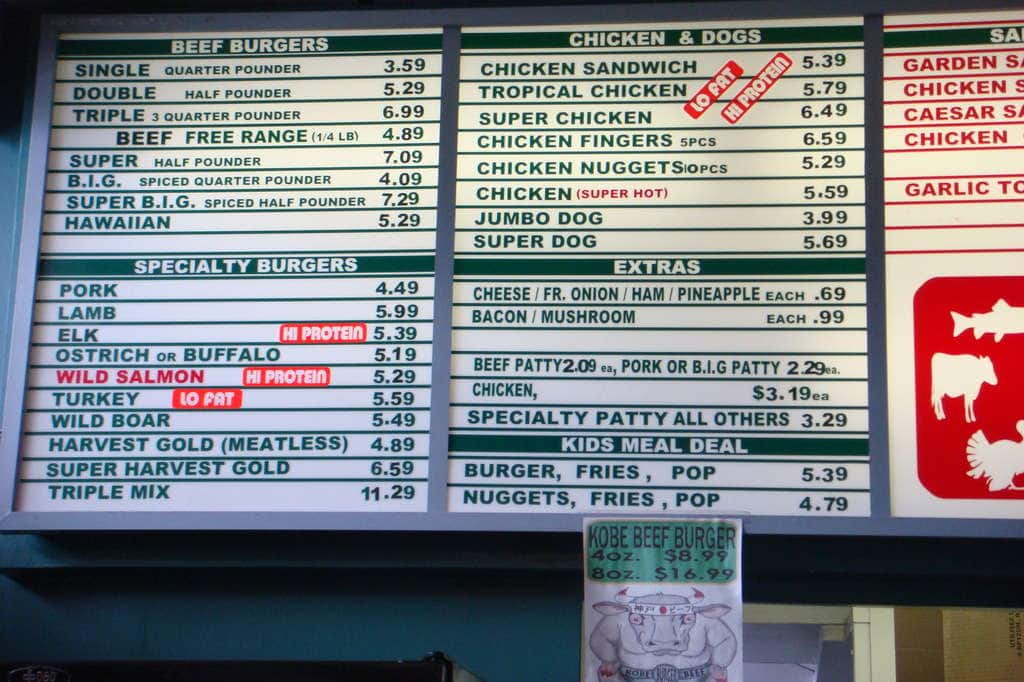 BEEF BURGERS
SINGLE QUARTER POUNDER 3.59
DOUBLE HALF POUNDER 5.29
TRIPLE 3 QUARTER POUNDER 6.99
BEEF FREE RANGE (1/4 LB) 4.89
SUPER HALF POUNDER 7.09
B.I.G. SPICED QUARTER POUNDER 4.09
SUPER B.I.G. SPICED HALF POUNDER 7.29
HAWAIIAN 5.29
SPECIALTY BURGERS
PORK 4.49
LAMB 5.99
ELK HI PROTEIN 5.39
OSTRICH OR BUFFALO 5.19
WILD SALMON HI PROTEIN 5.29
TURKEY LO FAT 5.59
WILD BOAR 5.49
HARVEST GOLD (MEATLESS) 4.89
SUPER HARVEST GOLD 6.59
TRIPLE MIX 11.29
CHICKEN & DOGS
CHICKEN SANDWICH 5.39
TROPICAL CHICKEN 5.79
LO FAT
HI PROTEIN
SUPER CHICKEN 6.49
CHICKEN FINGERS 5PCS 6.59
CHICKEN NUGGETS 10PCS 5.29
CHICKEN (SUPER HOT) 5.59
JUMBO DOG 3.99
SUPER DOG 5.69
EXTRAS
CHEESE / FR. ONION / HAM / PINEAPPLE EACH .69
BACON / MUSHROOM EACH .99
BEEF PATTY 2.09 ea, PORK OR B.I.G PATTY 2.29 ea.
CHICKEN, $3.19 ea
SPECIALTY PATTY ALL OTHERS 3.29
KIDS MEAL DEAL
BURGER, FRIES, POP 5.39
NUGGETS, FRIES, POP 4.79
GARDEN
CHICKEN
CAESAR
CHICKEN
GARLIC
KOBE BEEF BURGER
4oz. $8.99
8oz. $16.99
神戸ビーフ